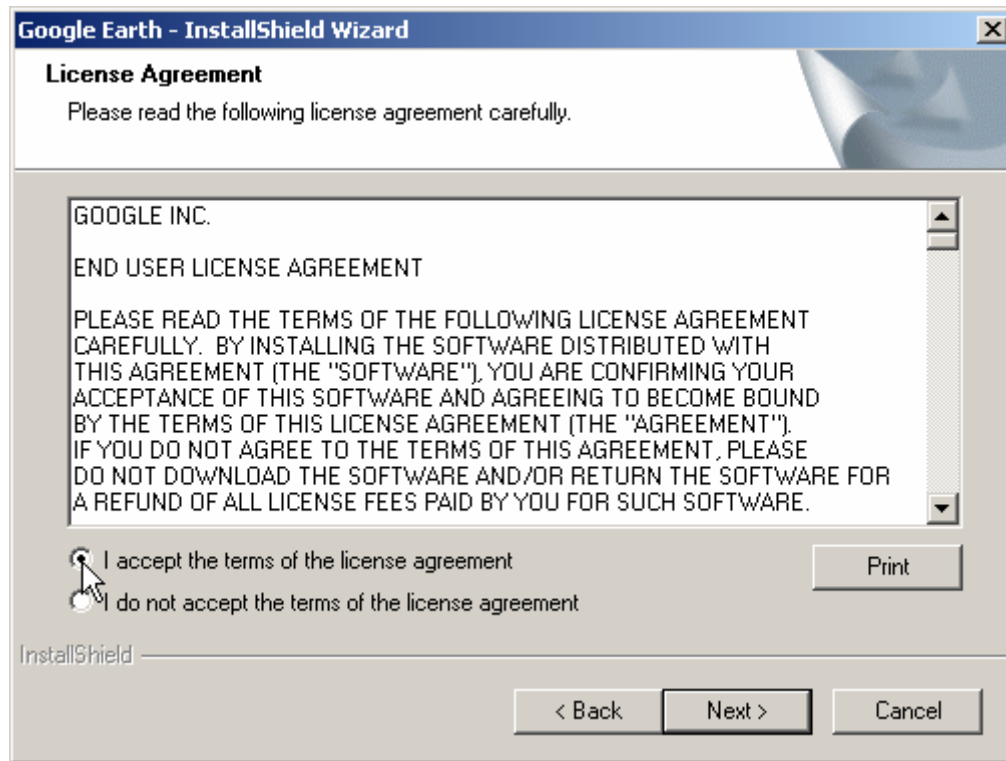 Google Earth - InstallShield Wizard
License Agreement
Please read the following license agreement carefully.
GOOGLE INC.
END USER LICENSE AGREEMENT
PLEASE READ THE TERMS OF THE FOLLOWING LICENSE AGREEMENT
CAREFULLY. BY INSTALLING THE SOFTWARE DISTRIBUTED WITH
THIS AGREEMENT (THE "SOFTWARE"), YOU ARE CONFIRMING YOUR
ACCEPTANCE OF THIS SOFTWARE AND AGREEING TO BECOME BOUND
BY THE TERMS OF THIS LICENSE AGREEMENT (THE "AGREEMENT").
IF YOU DO NOT AGREE TO THE TERMS OF THIS AGREEMENT, PLEASE
DO NOT DOWNLOAD THE SOFTWARE AND/OR RETURN THE SOFTWARE FOR
A REFUND OF ALL LICENSE FEES PAID BY YOU FOR SUCH SOFTWARE.
I accept the terms of the license agreement
Print
I do not accept the terms of the license agreement
InstallShield
< Back
Next >
Cancel